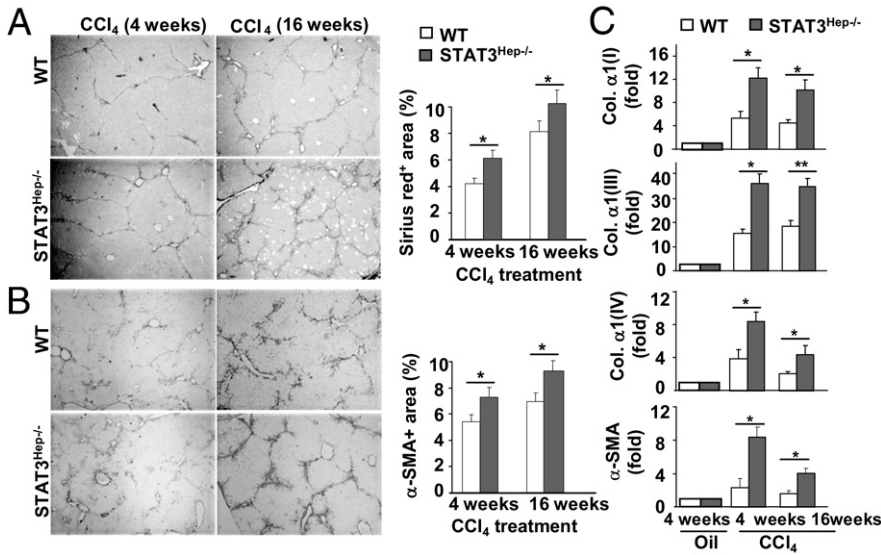 A
CCl₄ (4 weeks)
CCl₄ (16 weeks)
WT
STAT3Hep-/-
WT
STAT3Hep-/-
Sirius red⁺ area (%)
10
8
6
4
2
0
*
*
4 weeks 16 weeks
CCl₄ treatment
B
WT
STAT3Hep-/-
α-SMA+ area (%)
10
8
6
4
2
0
*
*
4 weeks 16 weeks
CCl₄ treatment
C
WT
STAT3Hep-/-
Col. α1(I)
(fold)
16
12
8
4
0
*
*
Col. α1(III)
(fold)
40
30
20
10
0
*
**
Col. α1(IV)
(fold)
12
8
4
0
*
*
α-SMA
(fold)
12
8
4
0
*
*
4 weeks 4 weeks 16weeks
Oil CCl₄